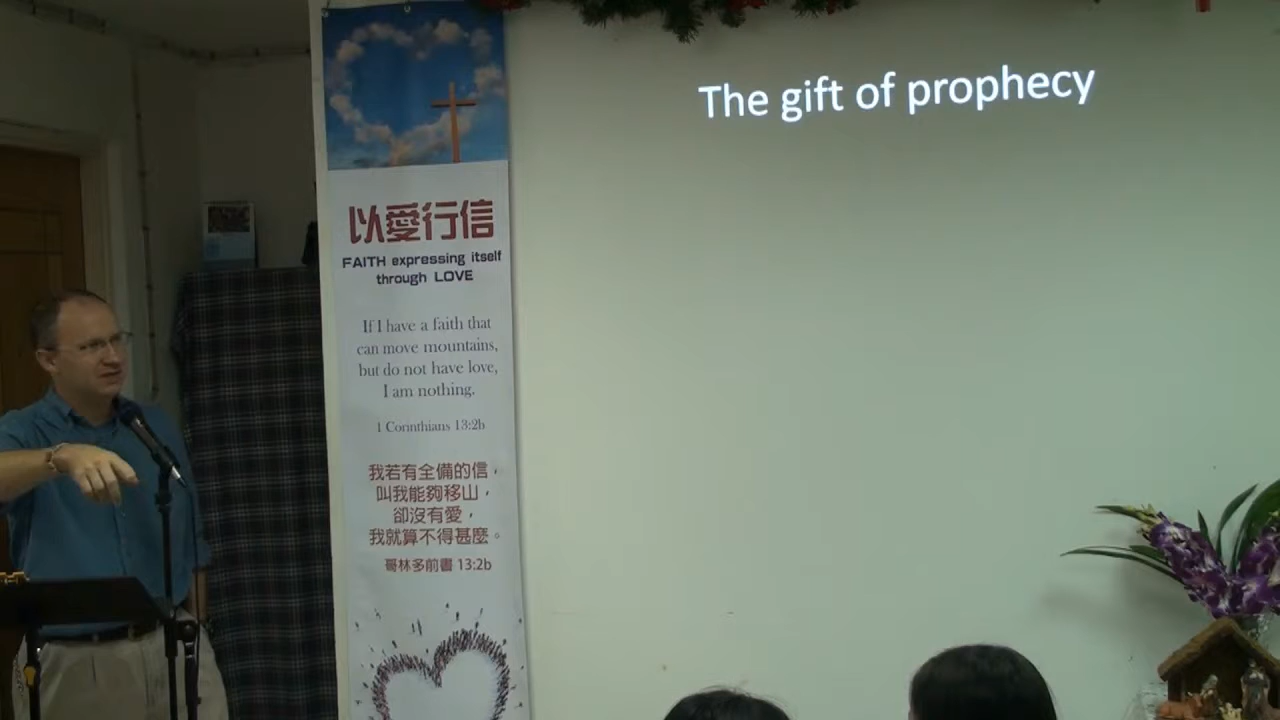 The gift of prophecy
以愛行信
FAITH expressing itself
through LOVE
If I have a faith that
can move mountains,
but do not have love,
I am nothing.
1 Corinthians 13:2b
我若有全備的信，
叫我能夠移山，
卻沒有愛，
我就算不得甚麼。
哥林多前書 13:2b